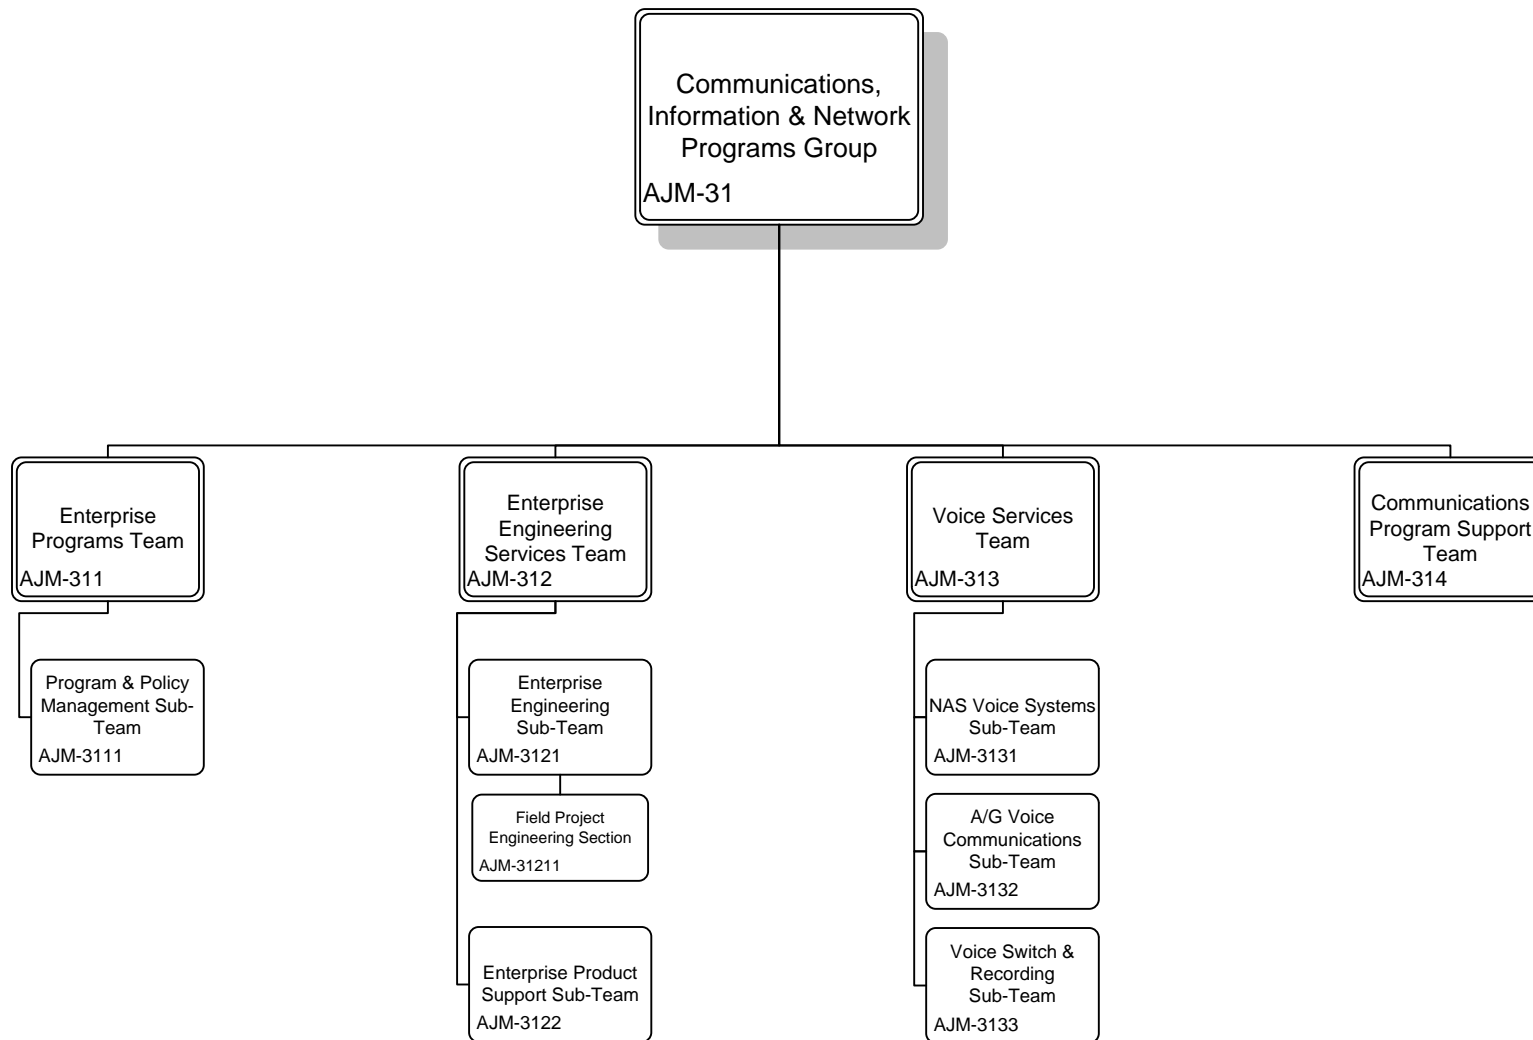 Communications,
Information & Network
Programs Group
AJM-31
Enterprise
Programs Team
AJM-311
Enterprise
Engineering
Services Team
AJM-312
Voice Services
Team
AJM-313
Communications
Program Support
Team
AJM-314
Program & Policy
Management Sub-
Team
AJM-3111
Enterprise
Engineering
Sub-Team
AJM-3121
Field Project
Engineering Section
AJM-31211
Enterprise Product
Support Sub-Team
AJM-3122
NAS Voice Systems
Sub-Team
AJM-3131
A/G Voice
Communications
Sub-Team
AJM-3132
Voice Switch &
Recording
Sub-Team
AJM-3133